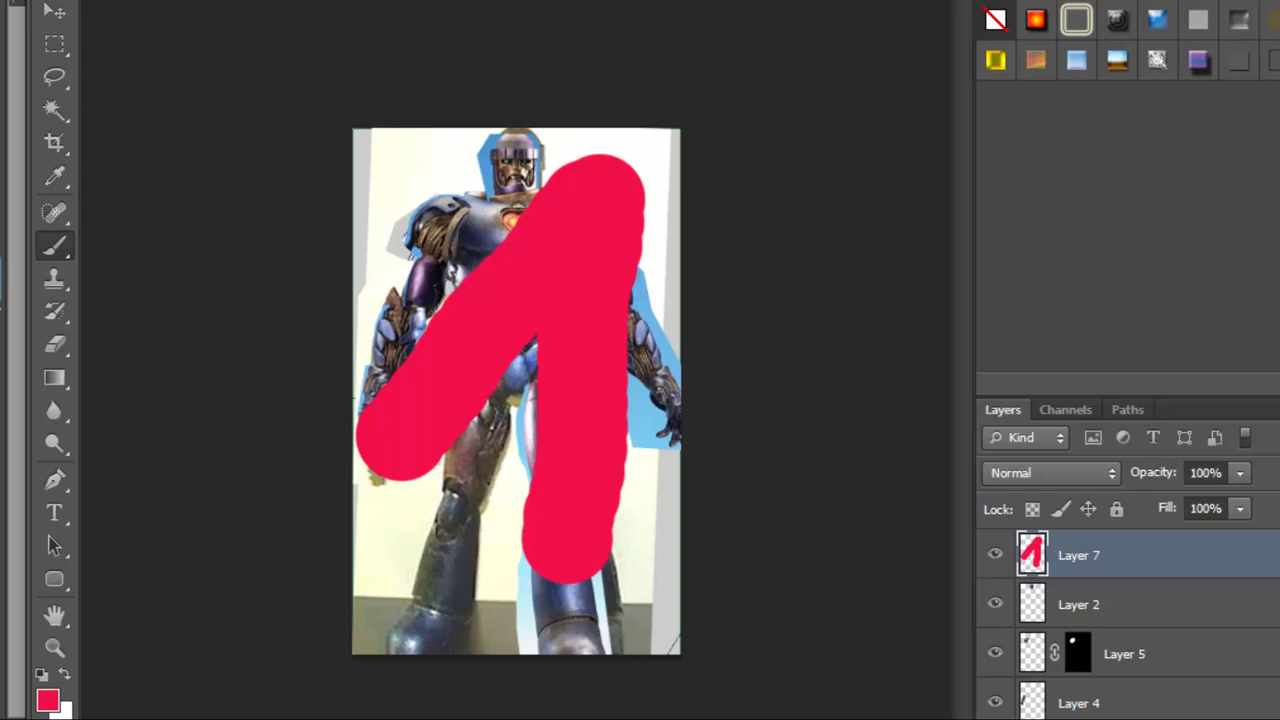 Layers Channels Paths
Kind
Normal Opacity: 100%
Lock: Fill: 100%
Layer 7
Layer 2
Layer 5
Layer 4